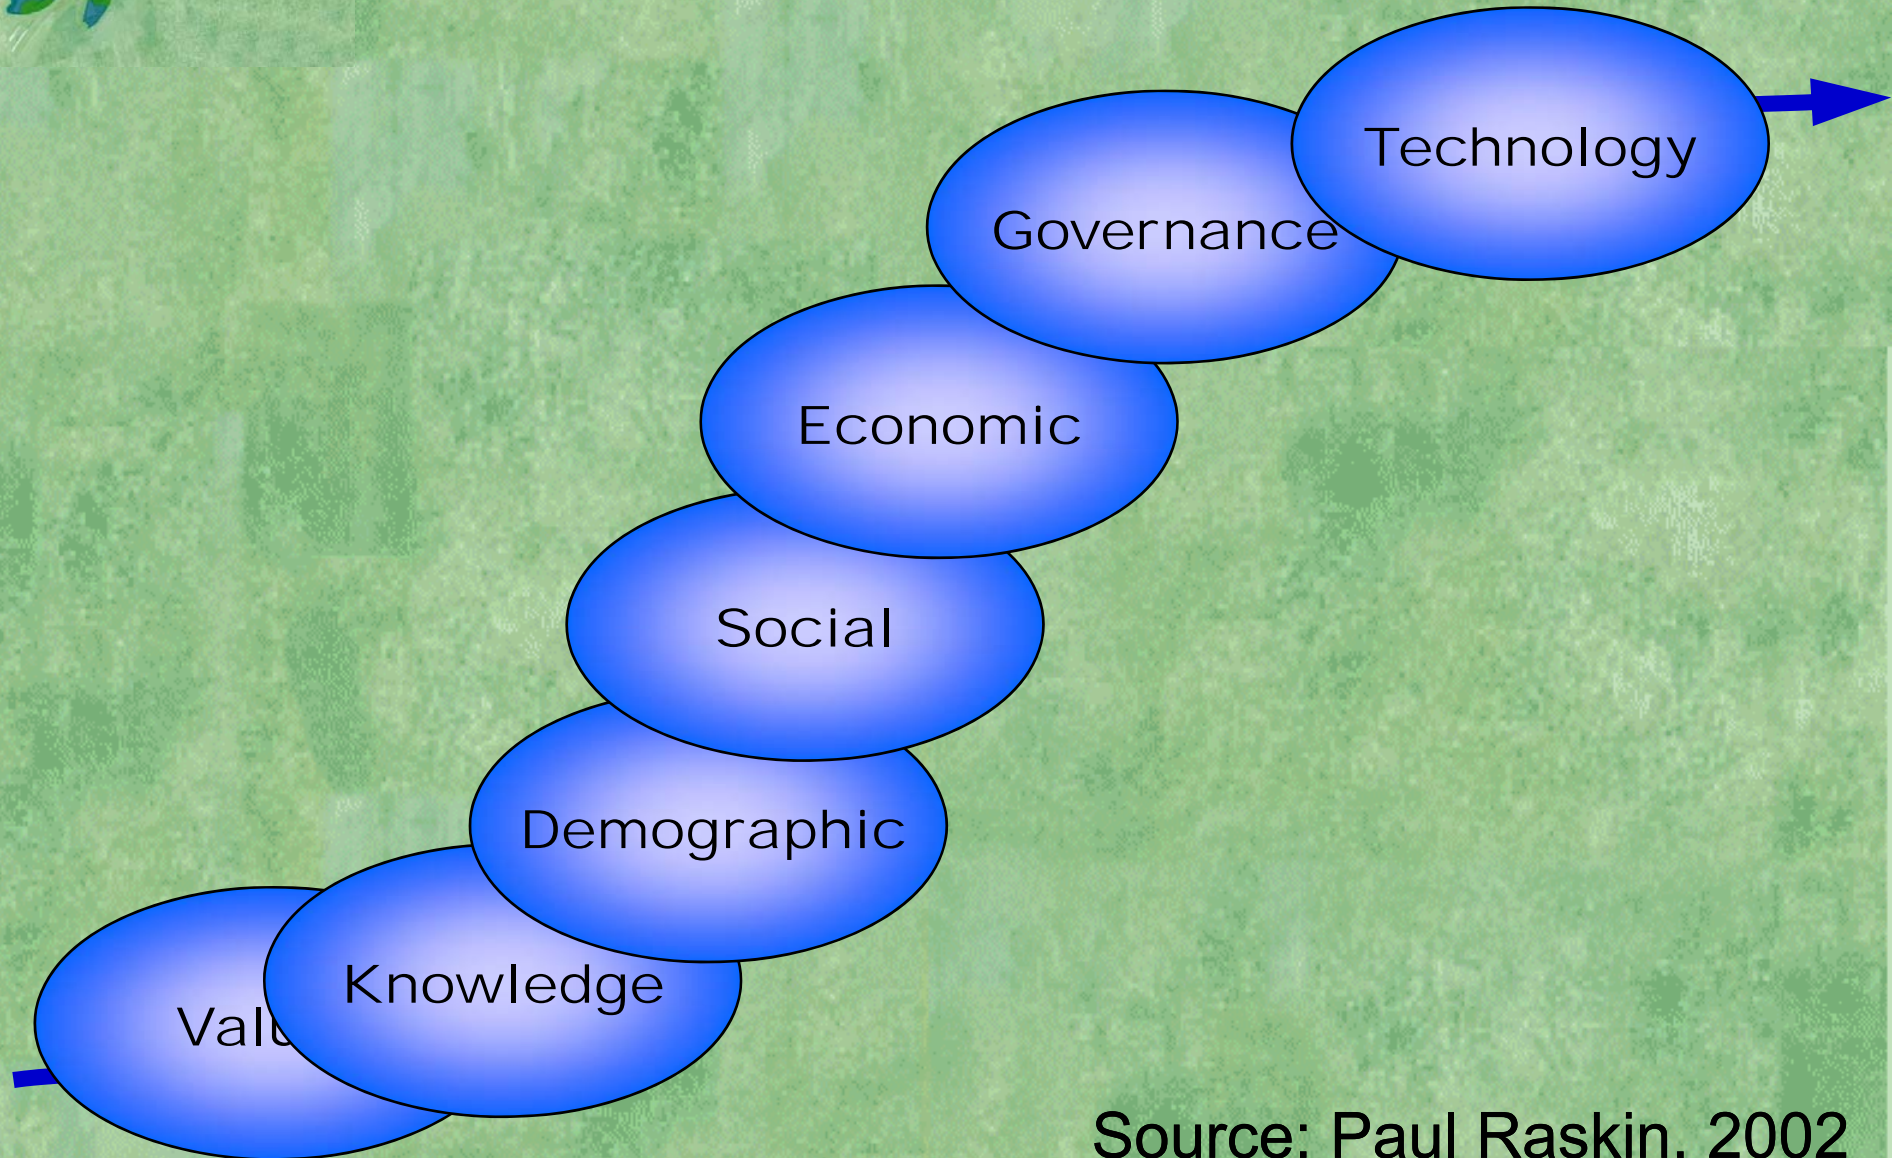 Technology
Governance
Economic
Social
Demographic
Knowledge
Source: Paul Raskin, 2002